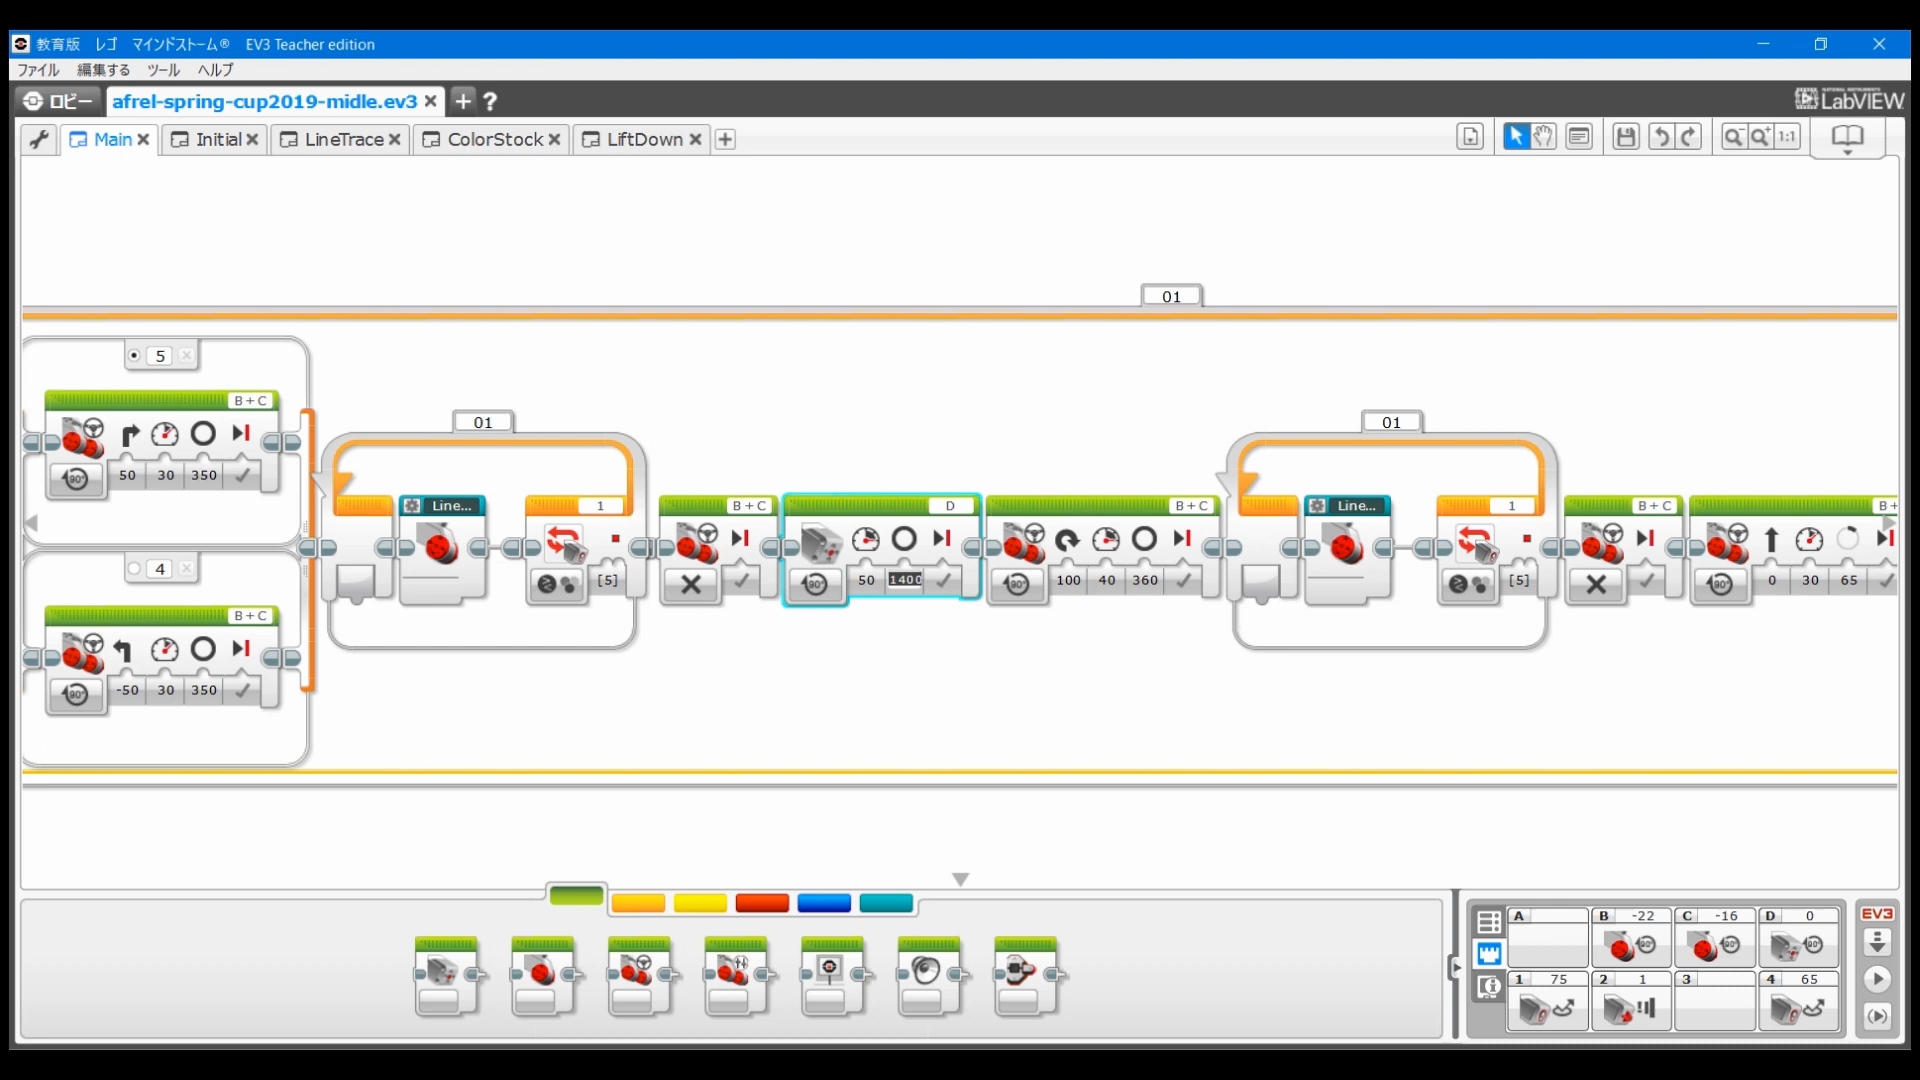 教育版 レゴ マインドストーム® EV3 Teacher edition
ファイル 編集する ツール ヘルプ
ロビー afrel-spring-cup2019-midle.ev3 + ?
NATIONAL INSTRUMENTS
LabVIEW
Main Initial LineTrace ColorStock LiftDown 1:1
01
5
B + C
50 30 350
4
B + C
-50 30 350
01
Line... 1
[5]
B + C
D
50 1400
B + C
100 40 360
01
Line... 1
[5]
B + C
B +
0 30 65
A B -22 C -16 D 0
1 75 2 1 3 4 65
EV3